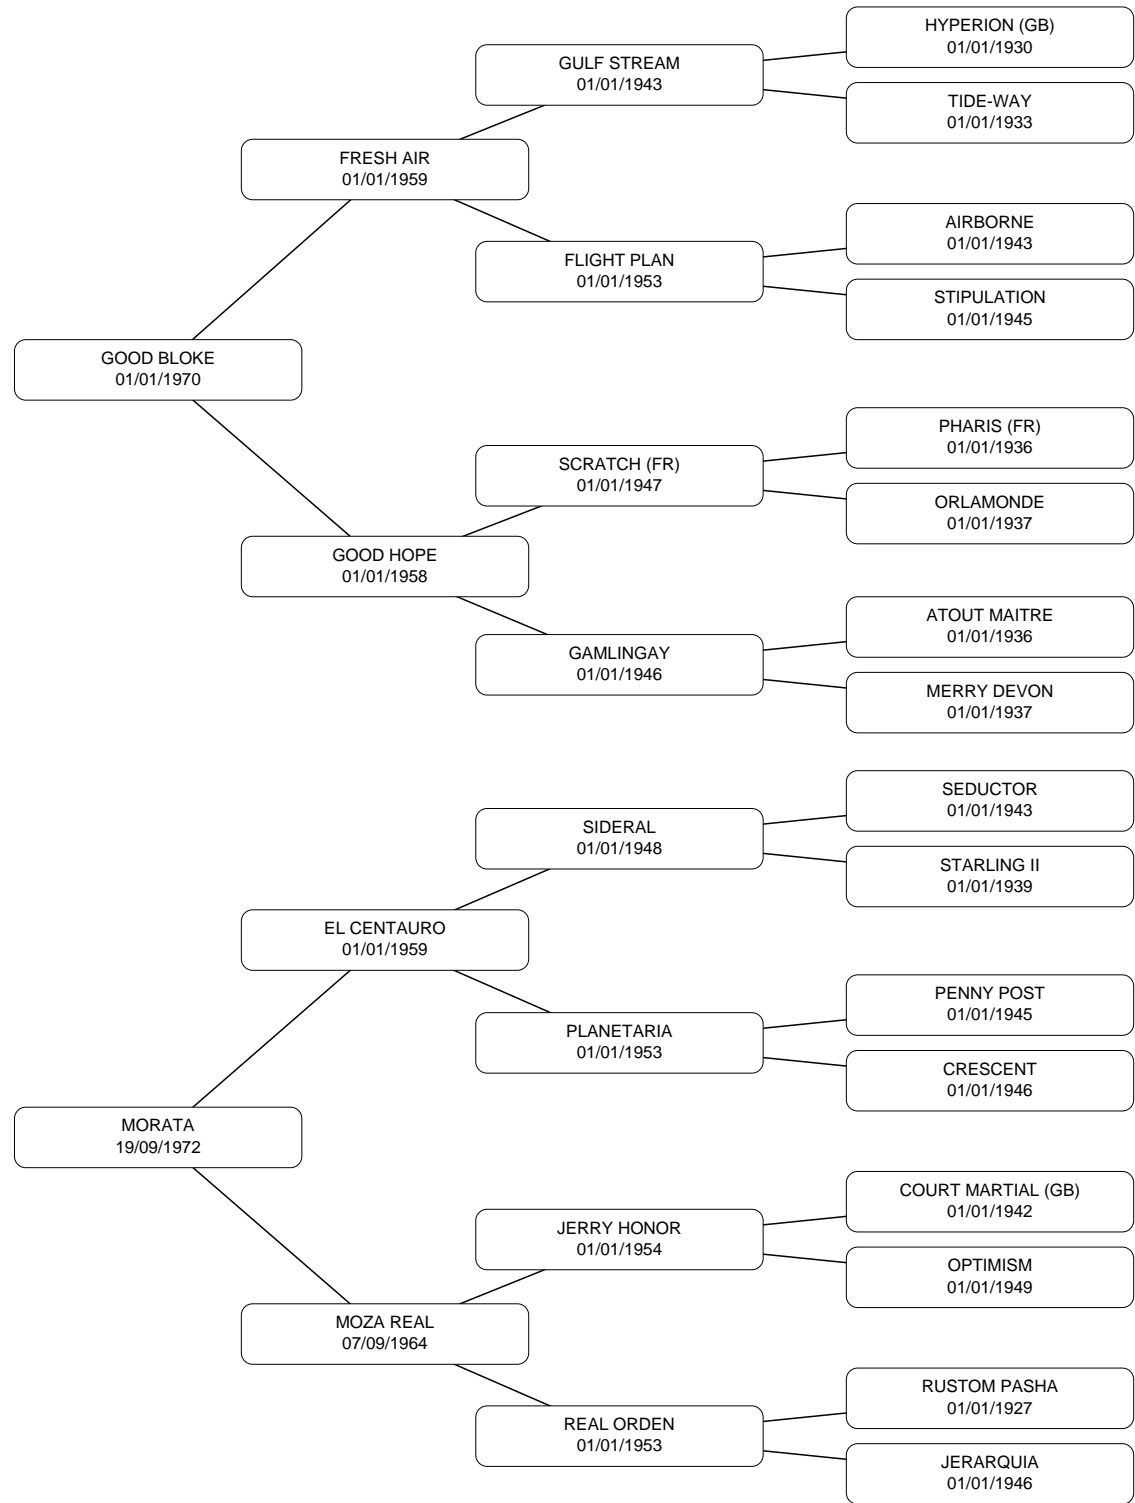 HYPERION (GB)
01/01/1930
GULF STREAM
01/01/1943
TIDE-WAY
01/01/1933
FRESH AIR
01/01/1959
AIRBORNE
01/01/1943
FLIGHT PLAN
01/01/1953
STIPULATION
01/01/1945
GOOD BLOKE
01/01/1970
PHARIS (FR)
01/01/1936
SCRATCH (FR)
01/01/1947
ORLAMONDE
01/01/1937
GOOD HOPE
01/01/1958
ATOUT MAITRE
01/01/1936
GAMLINGAY
01/01/1946
MERRY DEVON
01/01/1937
SEDUCTOR
01/01/1943
SIDERAL
01/01/1948
STARLING II
01/01/1939
EL CENTAURO
01/01/1959
PENNY POST
01/01/1945
PLANETARIA
01/01/1953
CRESCENT
01/01/1946
MORATA
19/09/1972
COURT MARTIAL (GB)
01/01/1942
JERRY HONOR
01/01/1954
OPTIMISM
01/01/1949
MOZA REAL
07/09/1964
RUSTOM PASHA
01/01/1927
REAL ORDEN
01/01/1953
JERARQUIA
01/01/1946